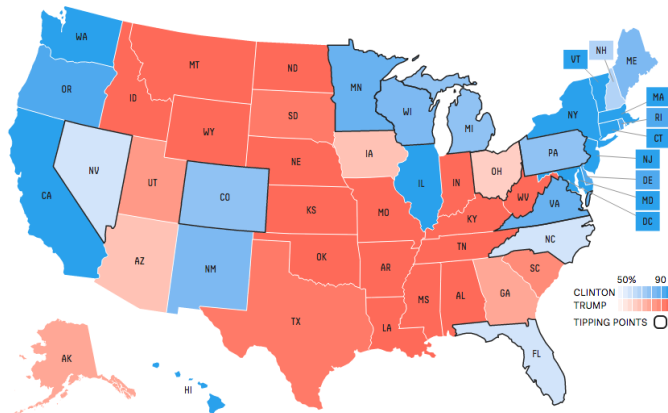 WA
MT
ND
MN
VT
NH
ME
OR
ID
SD
WI
MI
NY
MA
RI
CT
WY
IA
NE
PA
NJ
NV
UT
CO
IL
IN
OH
DE
MD
DC
CA
KS
MO
WV
VA
KY
AZ
NM
OK
AR
TN
NC
SC
MS
AL
GA
TX
LA
FL
AK
HI
50% 90
CLINTON
TRUMP
TIPPING POINTS